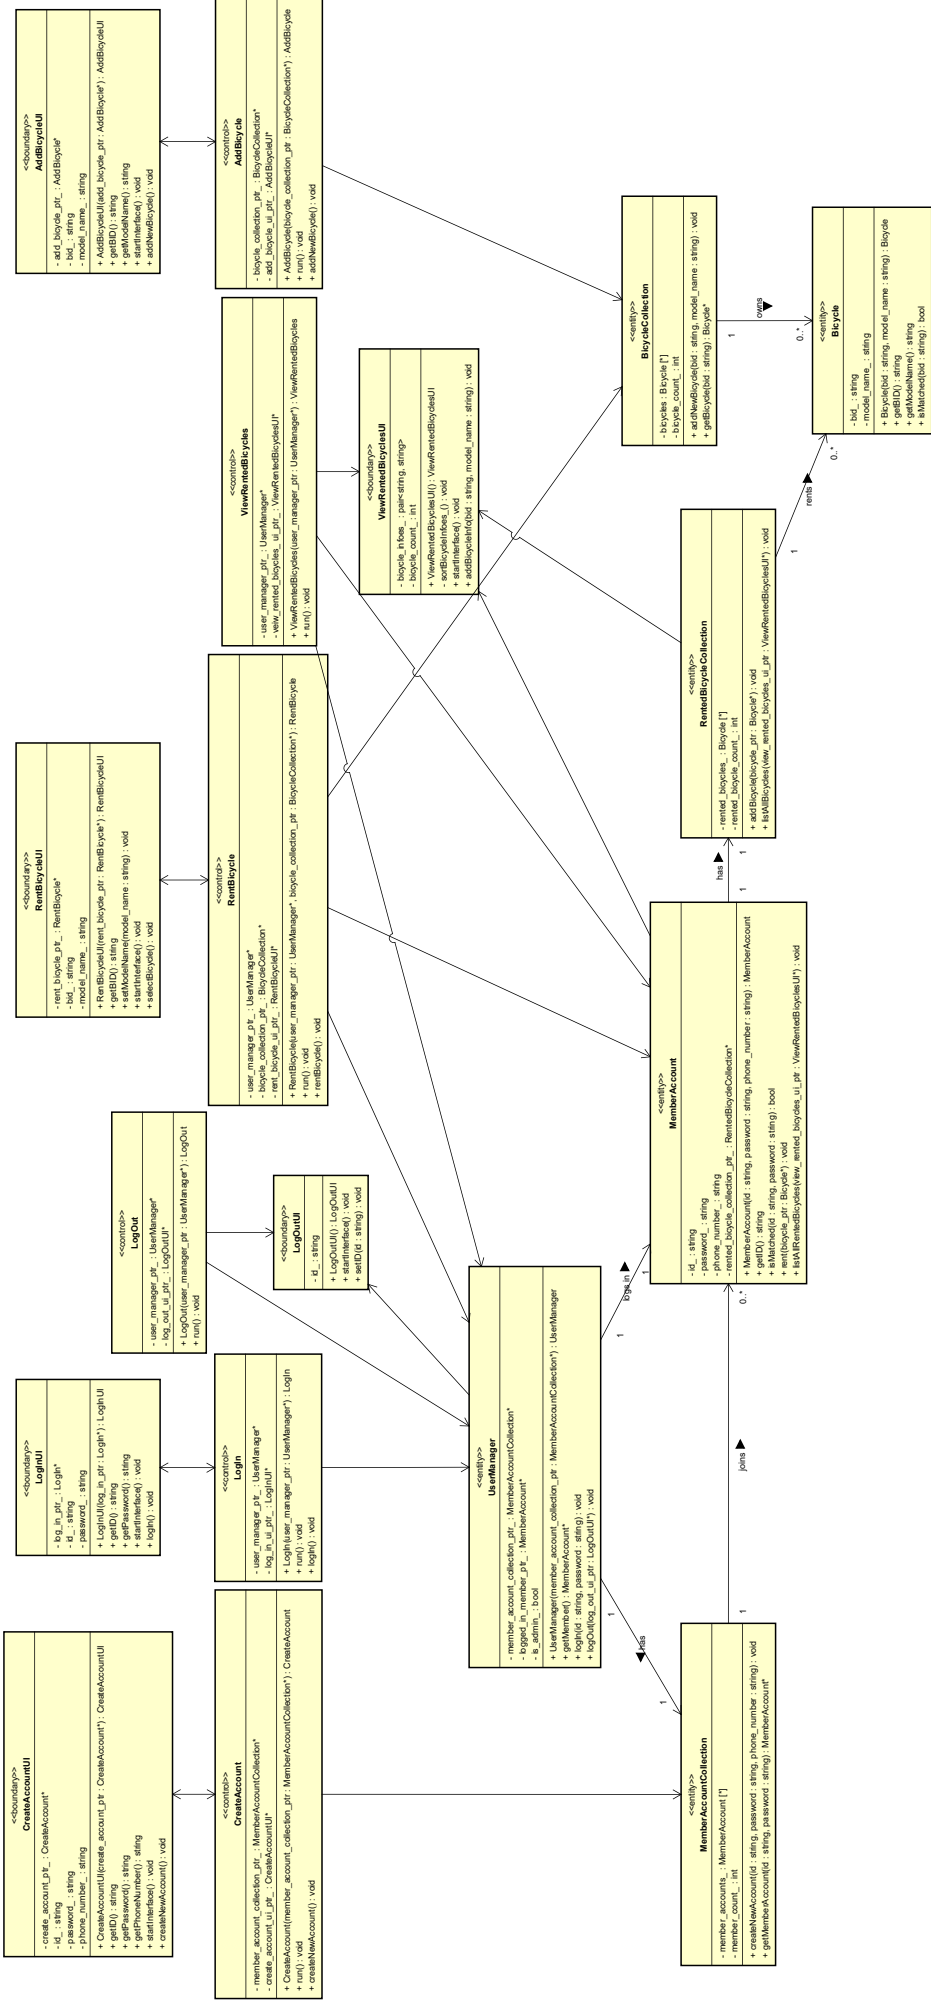 <<boundary>>
CreateAccountUI
- create_account_ptr_ : CreateAccount*
- id_ : string
- password_ : string
- phone_number_ : string
+ CreateAccountUI(create_account_ptr : CreateAccount*) : CreateAccountUI
+ getID() : string
+ getPassword() : string
+ getPhoneNumber() : string
+ startInterface() : void
+ createNewAccount() : void
<<boundary>>
LogInUI
- log_in_ptr_ : LogIn*
- id_ : string
- password_ : string
+ LogInUI(log_in_ptr : LogIn*) : LogInUI
+ getID() : string
+ getPassword() : string
+ startInterface() : void
+ logIn() : void
<<boundary>>
RentBicycleUI
- rent_bicycle_ptr_ : RentBicycle*
- bid_ : string
- model_name_ : string
+ RentBicycleUI(rent_bicycle_ptr : RentBicycle*) : RentBicycleUI
+ getBID() : string
+ setModelName(model_name : string) : void
+ startInterface() : void
+ selectBicycle() : void
<<boundary>>
AddBicycleUI
- add_bicycle_ptr_ : AddBicycle*
- bid_ : string
- model_name_ : string
+ AddBicycleUI(add_bicycle_ptr : AddBicycle*) : AddBicycleUI
+ getBID() : string
+ getModelName() : string
+ startInterface() : void
+ addNewBicycle() : void
<<control>>
LogOut
- user_manager_ptr_ : UserManager*
- log_out_ui_ptr_ : LogOutUI*
+ LogOut(user_manager_ptr : UserManager*) : LogOut
+ run() : void
<<control>>
CreateAccount
- member_account_collection_ptr_ : MemberAccountCollection*
- create_account_ui_ptr_ : CreateAccountUI*
+ CreateAccount(member_account_collection_ptr : MemberAccountCollection*) : CreateAccount
+ run() : void
+ createNewAccount() : void
<<control>>
LogIn
- user_manager_ptr_ : UserManager*
- log_in_ui_ptr_ : LogInUI*
+ LogIn(user_manager_ptr : UserManager*) : LogIn
+ run() : void
+ logIn() : void
<<boundary>>
LogOutUI
- id_ : string
+ LogOutUI() : LogOutUI
+ startInterface() : void
+ setID(id : string) : void
<<control>>
RentBicycle
- user_manager_ptr_ : UserManager*
- bicycle_collection_ptr_ : BicycleCollection*
- rent_bicycle_ui_ptr_ : RentBicycleUI*
+ RentBicycle(user_manager_ptr : UserManager*, bicycle_collection_ptr : BicycleCollection*) : RentBicycle
+ run() : void
+ rentBicycle() : void
<<control>>
ViewRentedBicycles
- user_manager_ptr_ : UserManager*
- veiw_rented_bicycles_ui_ptr_ : ViewRentedBicyclesUI*
+ ViewRentedBicycles(user_manager_ptr : UserManager*) : ViewRentedBicycles
+ run() : void
<<control>>
AddBicycle
- bicycle_collection_ptr_ : BicycleCollection*
- add_bicycle_ui_ptr_ : AddBicycleUI*
+ AddBicycle(bicycle_collection_ptr : BicycleCollection*) : AddBicycle
+ run() : void
+ addNewBicycle() : void
<<boundary>>
ViewRentedBicyclesUI
- bicycle_infoes_ : pair<string, string>
- bicycle_count_ : int
+ ViewRentedBicyclesUI() : ViewRentedBicyclesUI
- sortBicycleInfoes_() : void
+ startInterface() : void
+ addBicycleInfo(bid : string, model_name : string) : void
<<entity>>
UserManager
- member_account_collection_ptr_ : MemberAccountCollection*
- logged_in_member_ptr_ : MemberAccount*
- is_admin_ : bool
+ UserManager(member_account_collection_ptr : MemberAccountCollection*) : UserManager
+ getMember() : MemberAccount*
+ logIn(id : string, password : string) : void
+ logOut(log_out_ui_ptr : LogOutUI*) : void
1
has
1
1
logs in
1
<<entity>>
MemberAccountCollection
- member_accounts_ : MemberAccount [*]
- member_count_ : int
+ createNewAccount(id : string, password : string, phone_number : string) : void
+ getMemberAccount(id : string, password : string) : MemberAccount*
1
joins
0..*
<<entity>>
MemberAccount
- id_ : string
- password_ : string
- phone_number_ : string
- rented_bicycle_collection_ptr_ : RentedBicycleCollection*
+ MemberAccount(id : string, password : string, phone_number : string) : MemberAccount
+ getID() : string
+ isMatched(id : string, password : string) : bool
+ rent(bicycle_ptr : Bicycle*) : void
+ listAllRentedBicycles(view_rented_bicycles_ui_ptr : ViewRentedBicyclesUI*) : void
1
has
1
<<entity>>
RentedBicycleCollection
- rented_bicycles_ : Bicycle [*]
- rented_bicycle_count_ : int
+ addBicycle(bicycle_ptr : Bicycle*) : void
+ listAllBicycles(view_rented_bicycles_ui_ptr : ViewRentedBicyclesUI*) : void
1
rents
0..*
<<entity>>
BicycleCollection
- bicycles : Bicycle [*]
- bicycle_count_ : int
+ addNewBicycle(bid : string, model_name : string) : void
+ getBicycle(bid : string) : Bicycle*
1
owns
0..*
<<entity>>
Bicycle
- bid_ : string
- model_name_ : string
+ Bicycle(bid : string, model_name : string) : Bicycle
+ getBID() : string
+ getModelName() : string
+ isMatched(bid : string) : bool